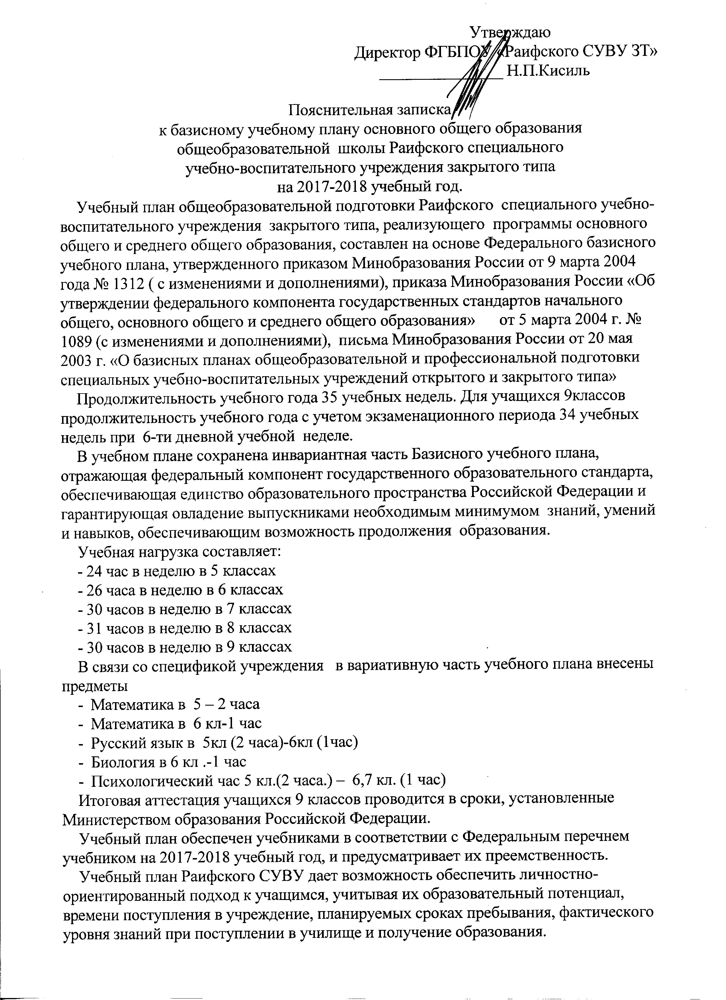 Утверждаю
Директор ФГБПОУ «Раифского СУВУ ЗТ»
_______________ Н.П.Кисиль
Пояснительная записка
к базисному учебному плану основного общего образования
общеобразовательной школы Раифского специального
учебно-воспитательного учреждения закрытого типа
на 2017-2018 учебный год.
Учебный план общеобразовательной подготовки Раифского специального учебно-
воспитательного учреждения закрытого типа, реализующего программы основного
общего и среднего общего образования, составлен на основе Федерального базисного
учебного плана, утвержденного приказом Минобразования России от 9 марта 2004
года № 1312 ( с изменениями и дополнениями), приказа Минобразования России «Об
утверждении федерального компонента государственных стандартов начального
общего, основного общего и среднего общего образования» от 5 марта 2004 г. №
1089 (с изменениями и дополнениями), письма Минобразования России от 20 мая
2003 г. «О базисных планах общеобразовательной и профессиональной подготовки
специальных учебно-воспитательных учреждений открытого и закрытого типа»
Продолжительность учебного года 35 учебных недель. Для учащихся 9классов
продолжительность учебного года с учетом экзаменационного периода 34 учебных
недель при 6-ти дневной учебной неделе.
В учебном плане сохранена инвариантная часть Базисного учебного плана,
отражающая федеральный компонент государственного образовательного стандарта,
обеспечивающая единство образовательного пространства Российской Федерации и
гарантирующая овладение выпускниками необходимым минимумом знаний, умений
и навыков, обеспечивающим возможность продолжения образования.
Учебная нагрузка составляет:
- 24 час в неделю в 5 классах
- 26 часа в неделю в 6 классах
- 30 часов в неделю в 7 классах
- 31 часов в неделю в 8 классах
- 30 часов в неделю в 9 классах
В связи со спецификой учреждения в вариативную часть учебного плана внесены
предметы
- Математика в 5 – 2 часа
- Математика в 6 кл-1 час
- Русский язык в 5кл (2 часа)-6кл (1час)
- Биология в 6 кл .-1 час
- Психологический час 5 кл.(2 часа.) – 6,7 кл. (1 час)
Итоговая аттестация учащихся 9 классов проводится в сроки, установленные
Министерством образования Российской Федерации.
Учебный план обеспечен учебниками в соответствии с Федеральным перечнем
учебником на 2017-2018 учебный год, и предусматривает их преемственность.
Учебный план Раифского СУВУ дает возможность обеспечить личностно-
ориентированный подход к учащимся, учитывая их образовательный потенциал,
времени поступления в учреждение, планируемых сроках пребывания, фактического
уровня знаний при поступлении в училище и получение образования.